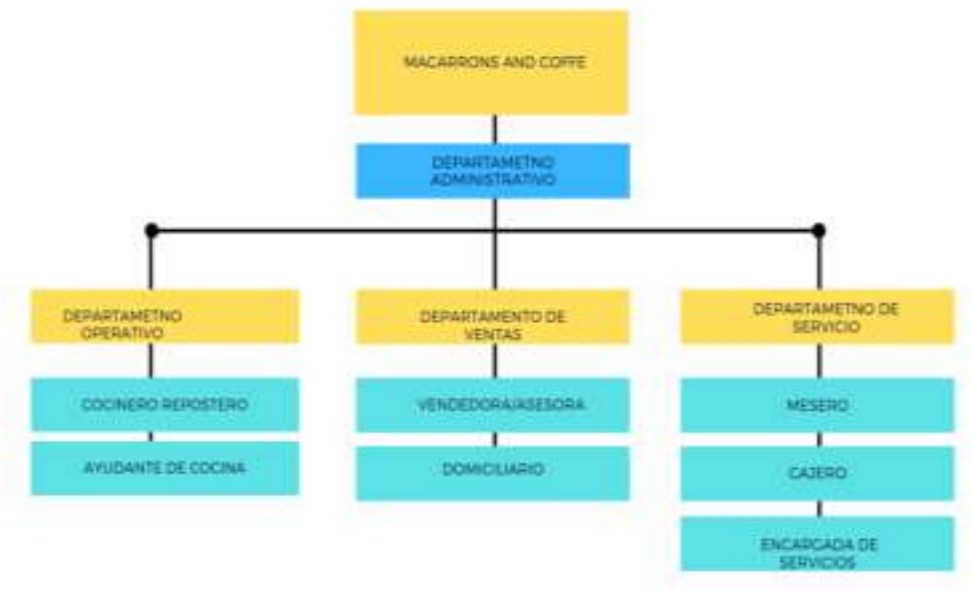 MACARRONS AND COFFE
DEPARTAMETNO
ADMINISTRATIVO
DEPARTAMETNO
OPERATIVO
COCINERO REPOSTERO
AYUDANTE DE COCINA
DEPARTAMENTO DE
VENTAS
VENDEDORA/ASESORA
DOMICILIARIO
DEPARTAMETNO DE
SERVICIO
MESERO
CAJERO
ENCARGADA DE
SERVICIOS